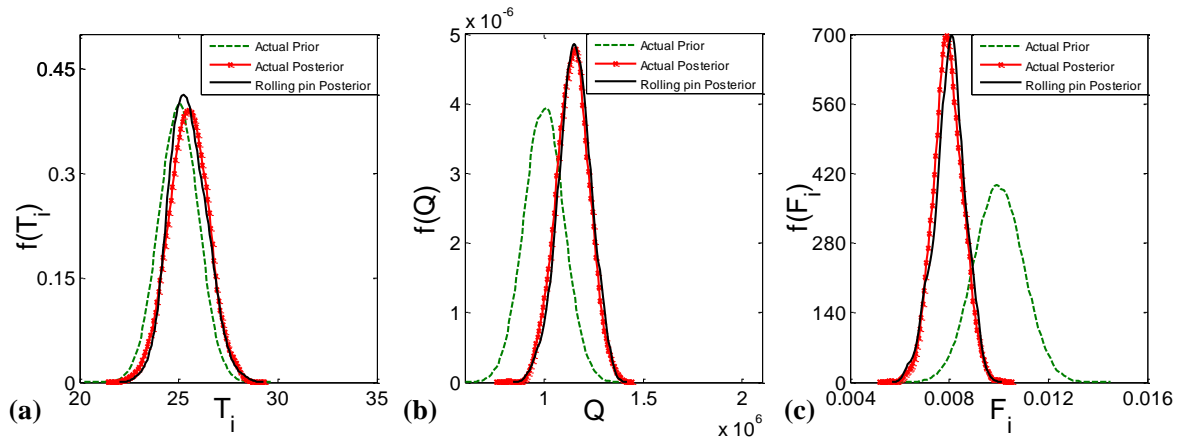 0.45
0.45
0.3
0.15
0
20
25
30
35
f(T_i)
T_i
Actual Prior
Actual Posterior
Rolling pin Posterior
(a)
5 x 10^-6
4
3
2
1
0
1
1.5
2
x 10^6
f(Q)
Q
Actual Prior
Actual Posterior
Rolling pin Posterior
(b)
700
560
420
280
140
0
0.004
0.008
0.012
0.016
f(F_i)
F_i
Actual Prior
Actual Posterior
Rolling pin Posterior
(c)